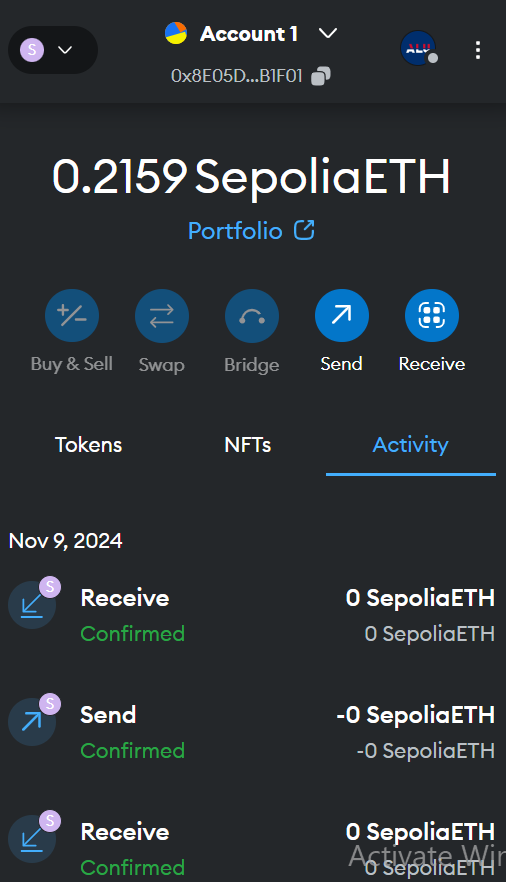 S
Account 1
0x8E05D...B1F01
ALU
0.2159 SepoliaETH
Portfolio
Buy & Sell Swap Bridge Send Receive
Tokens NFTs Activity
Nov 9, 2024
S
Receive 0 SepoliaETH
Confirmed 0 SepoliaETH
S
Send -0 SepoliaETH
Confirmed -0 SepoliaETH
S
Receive 0 SepoliaETH
Activate Win
Confirmed 0 SepoliaETH